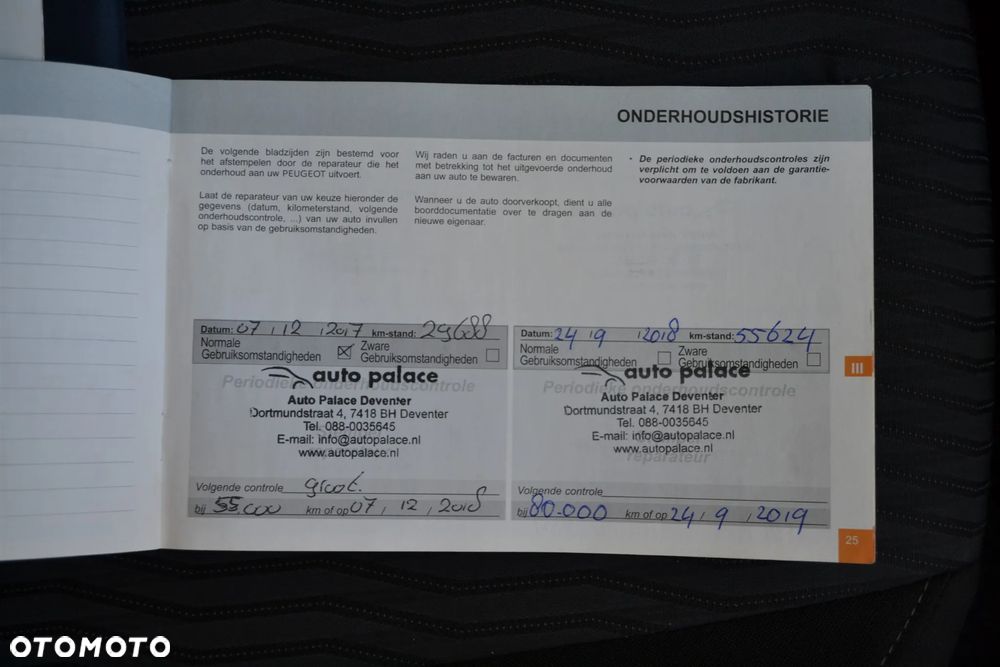 ONDERHOUDSHISTORIE
De volgende bladzijden zijn bestemd voor
het afstempelen door de reparateur die het
onderhoud aan uw PEUGEOT uitvoert.
Laat de reparateur van uw keuze hieronder de
gegevens (datum, kilometerstand, volgende
onderhoudscontrole, ...) van uw auto invullen
op basis van de gebruiksomstandigheden.
Wij raden u aan de facturen en documenten
met betrekking tot het uitgevoerde onderhoud
aan uw auto te bewaren.
Wanneer u de auto doorverkoopt, dient u alle
boorddocumentatie over te dragen aan de
nieuwe eigenaar.
• De periodieke onderhoudscontroles zijn
verplicht om te voldoen aan de garantie-
voorwaarden van de fabrikant.
Datum: 07 / 12 / 2017 km-stand: 29688
Normale
Gebruiksomstandigheden
Zware
Gebruiksomstandigheden
auto palace
Periodieke onderhoudscontrole
Auto Palace Deventer
Dortmundstraat 4, 7418 BH Deventer
Tel. 088-0035645
E-mail: info@autopalace.nl
www.autopalace.nl
Volgende controle groot.
bij 55.000 km of op 07 / 12 / 2018
Datum: 24 / 9 / 2018 km-stand: 55624
Normale
Gebruiksomstandigheden
Zware
Gebruiksomstandigheden
auto palace
Periodieke onderhoudscontrole
Auto Palace Deventer
Dortmundstraat 4, 7418 BH Deventer
Tel. 088-0035645
E-mail: info@autopalace.nl
www.autopalace.nl
reparateur
Volgende controle
bij 80.000 km of op 24 / 9 / 2019
III
25
OTOMOTO